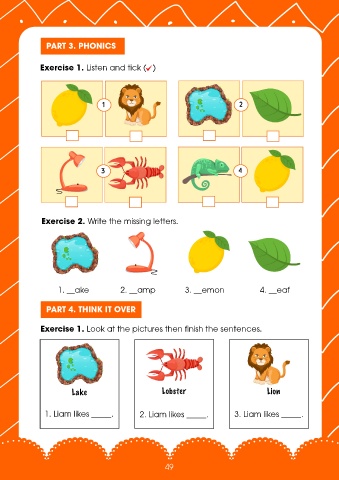 PART 3. PHONICS
Exercise 1. Listen and tick (✓)
1
2
3
4
Exercise 2. Write the missing letters.
1. __ake 2. __amp 3. __emon 4. __eaf
PART 4. THINK IT OVER
Exercise 1. Look at the pictures then finish the sentences.
Lake Lobster Lion
1. Liam likes _____. 2. Liam likes _____. 3. Liam likes _____.
49